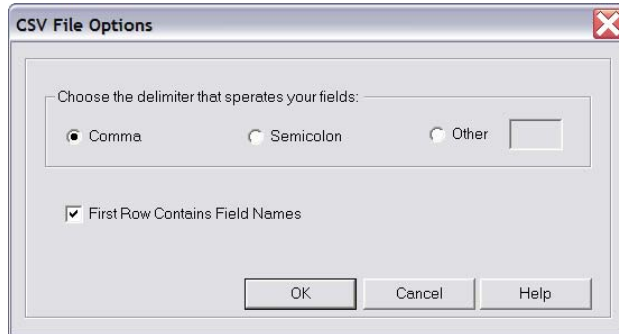 CSV File Options
Choose the delimiter that sperates your fields:
Comma Semicolon Other
First Row Contains Field Names
OK Cancel Help